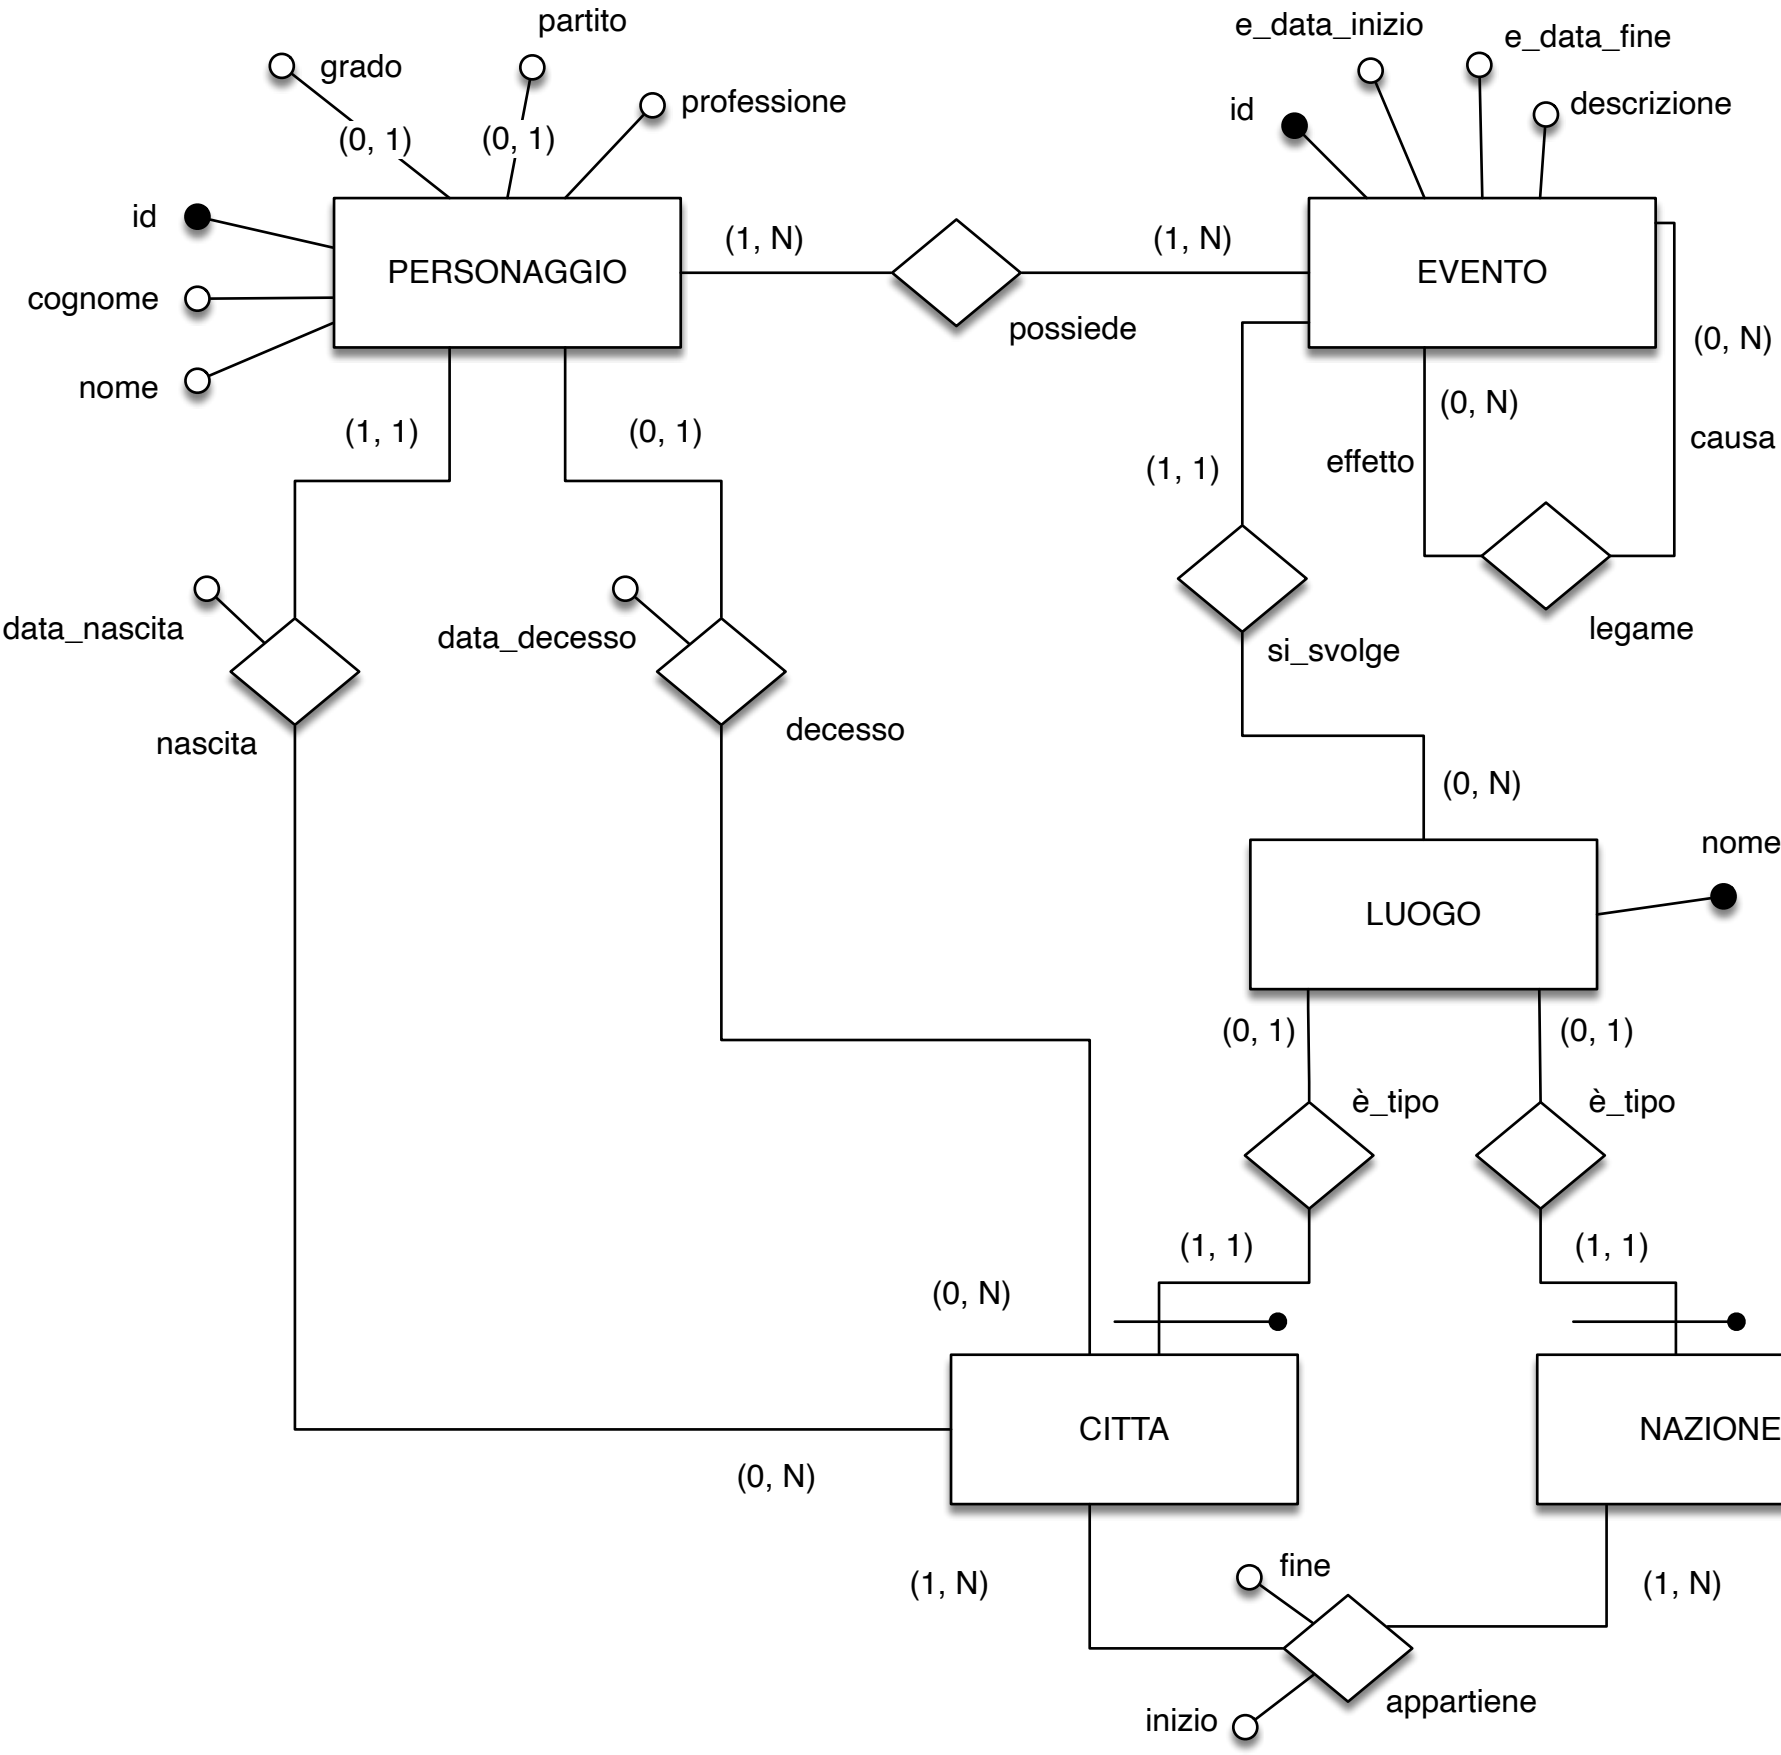 partito
e_data_inizio
e_data_fine
grado
professione
id
descrizione
(0, 1)
(0, 1)
id
PERSONAGGIO
(1, N)
(1, N)
EVENTO
cognome
possiede
nome
(0, N)
(1, 1)
(0, 1)
(0, N)
causa
(1, 1)
effetto
data_nascita
data_decesso
si_svolge
legame
nascita
decesso
(0, N)
nome
LUOGO
(0, 1)
(0, 1)
è_tipo
è_tipo
(1, 1)
(1, 1)
(0, N)
CITTA
NAZIONE
(0, N)
(1, N)
fine
(1, N)
inizio
appartiene